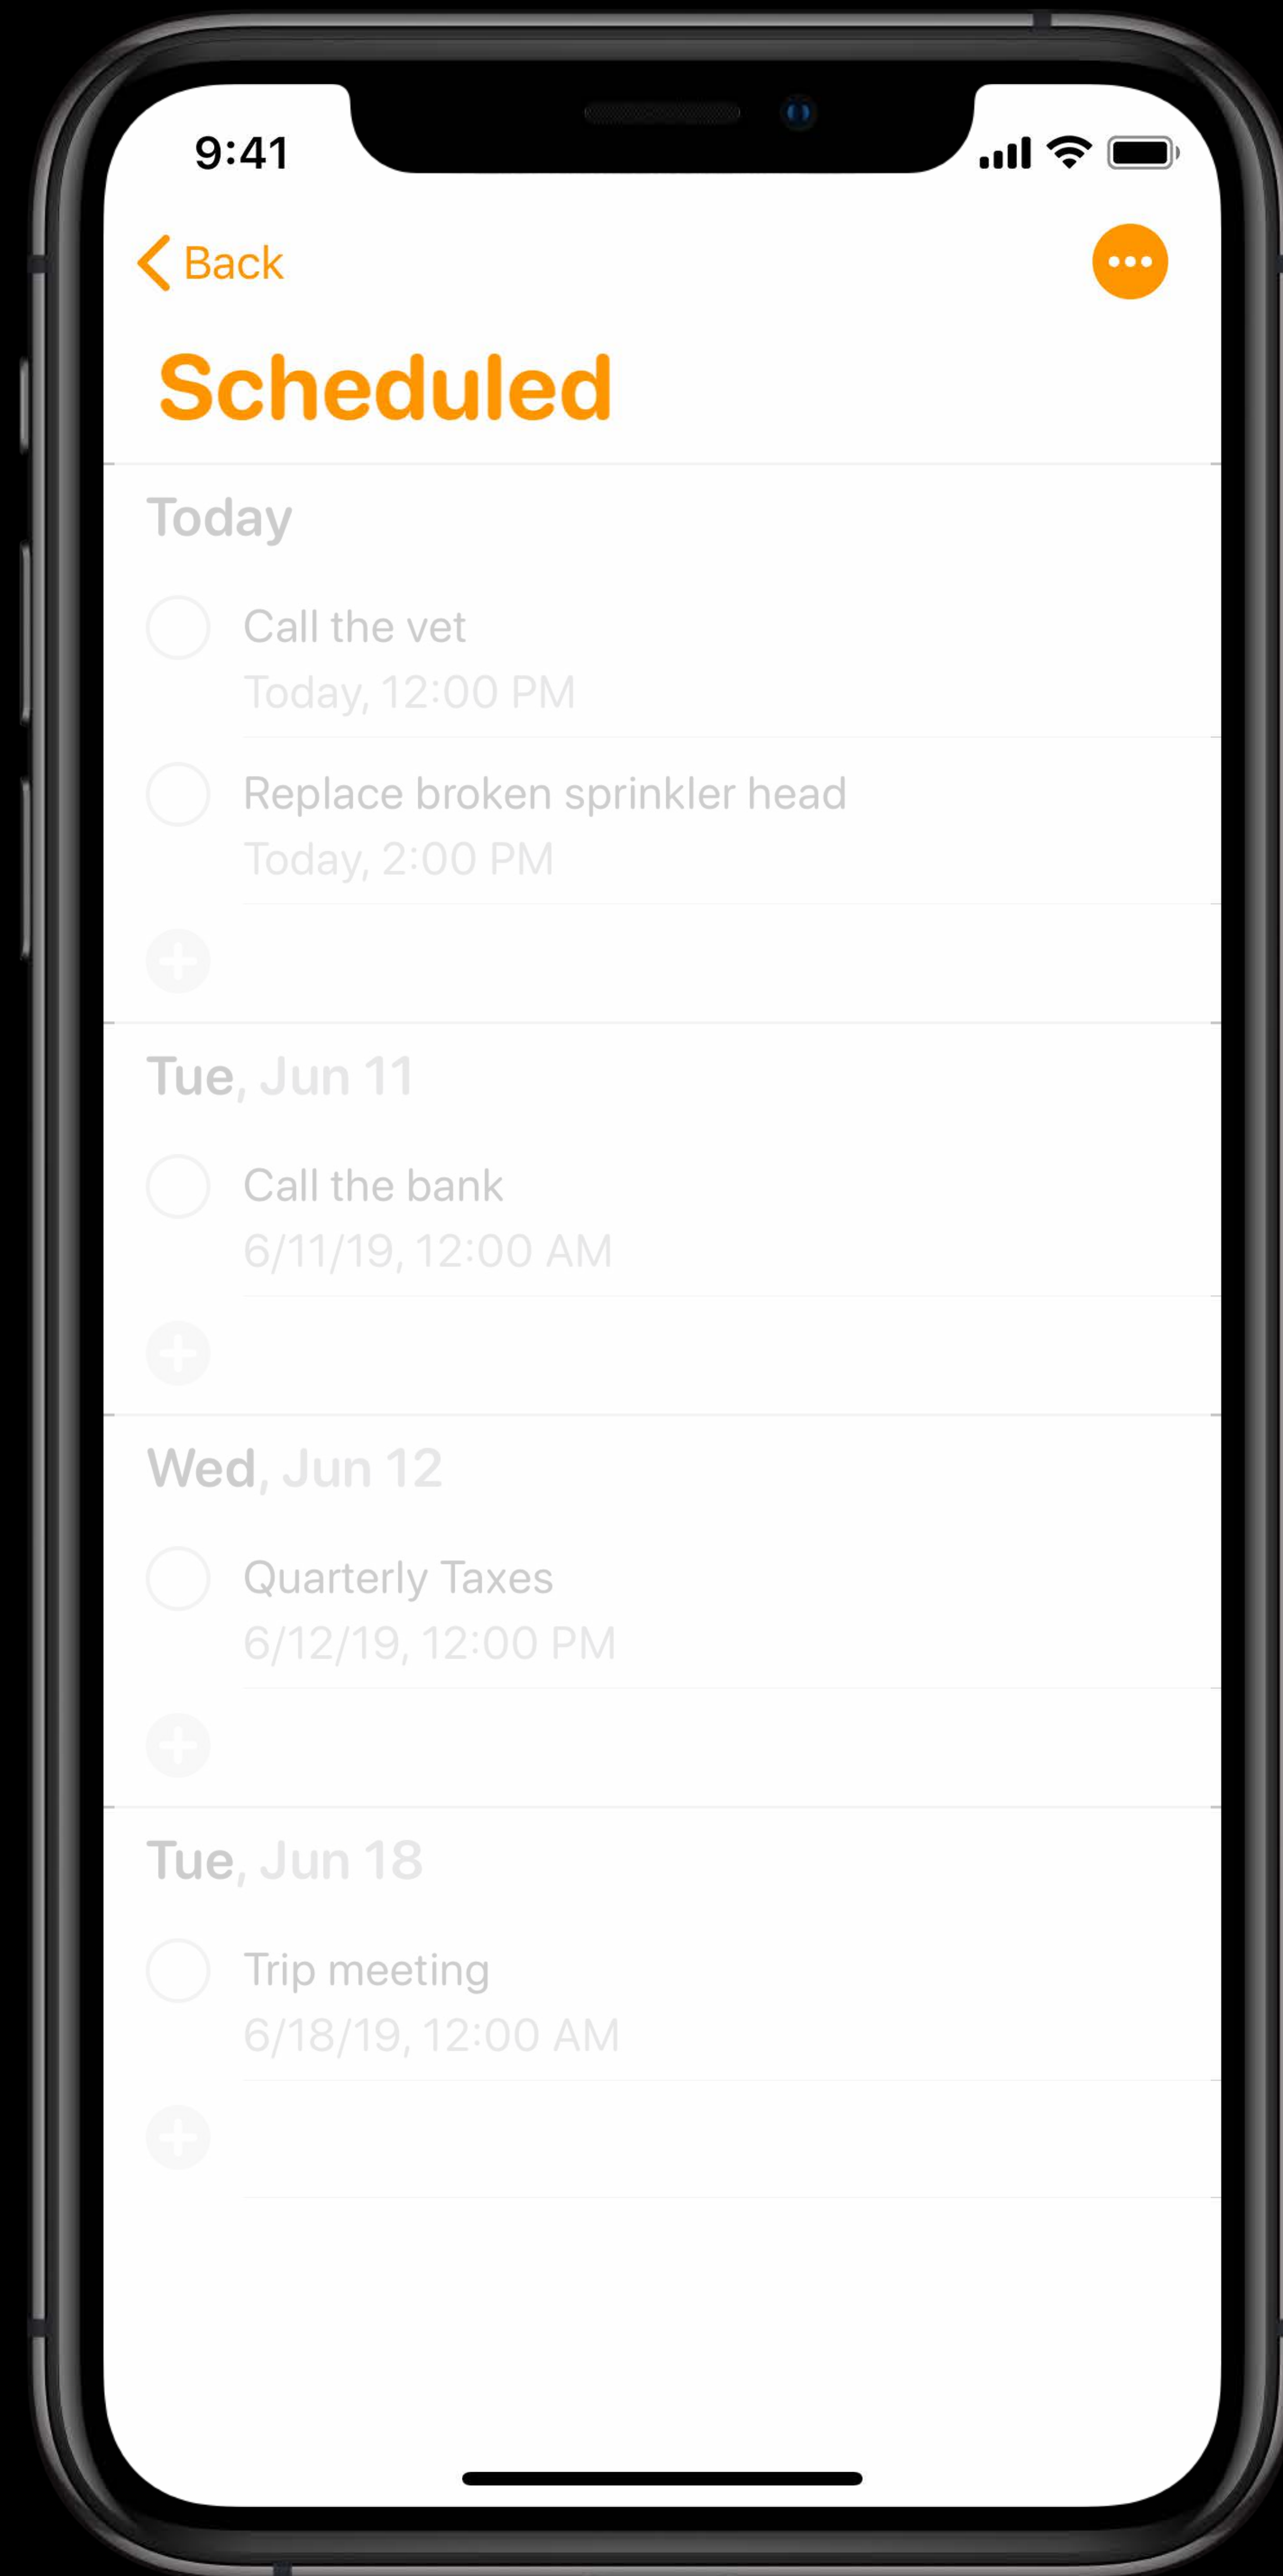 9:41
Back
Scheduled
Today
Call the vet
Today, 12:00 PM
Replace broken sprinkler head
Today, 2:00 PM
Tue, Jun 11
Call the bank
6/11/19, 12:00 AM
Wed, Jun 12
Quarterly Taxes
6/12/19, 12:00 PM
Tue, Jun 18
Trip meeting
6/18/19, 12:00 AM